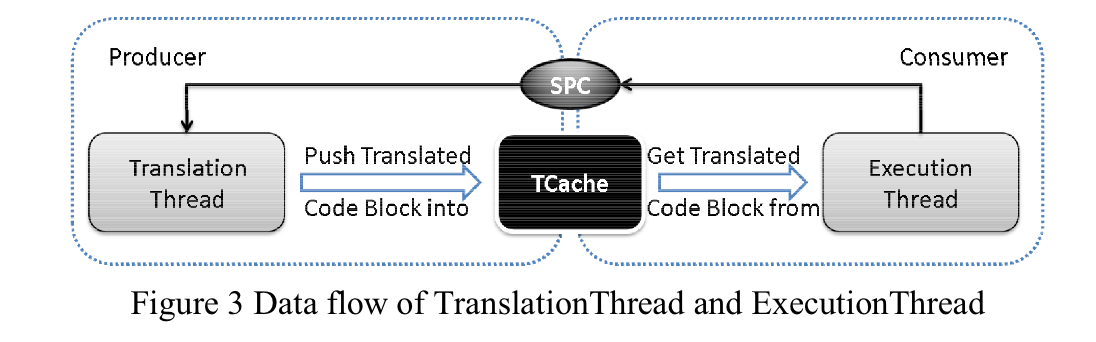 Producer
Consumer
SPC
Translation
Thread
Push Translated
Code Block into
TCache
Get Translated
Code Block from
Execution
Thread
Figure 3 Data flow of TranslationThread and ExecutionThread